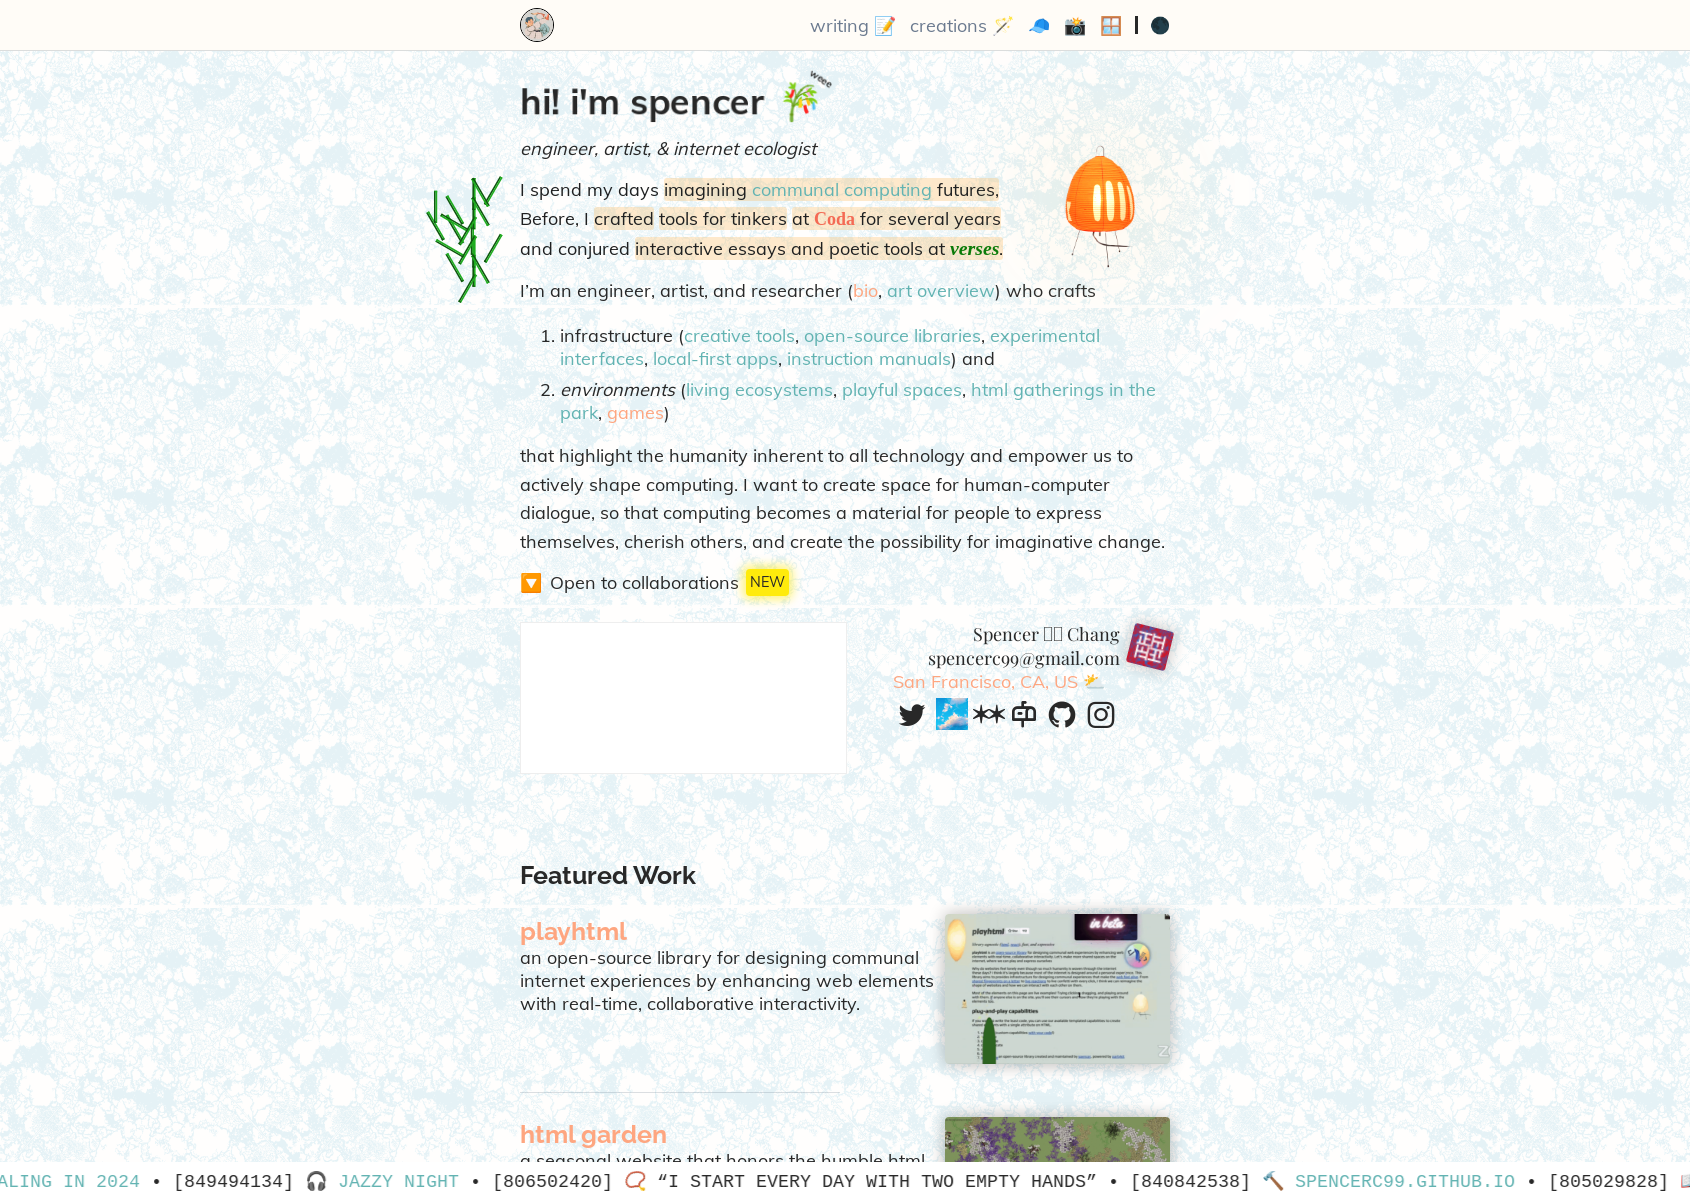 writing 📝 creations 🪄 🧢 📸 🪟 | 🌑
hi! i'm spencer 🎋 weee
engineer, artist, & internet ecologist
I spend my days imagining communal computing futures,
Before, I crafted tools for tinkers at Coda for several years
and conjured interactive essays and poetic tools at verses.
I'm an engineer, artist, and researcher (bio, art overview) who crafts
1. infrastructure (creative tools, open-source libraries, experimental
interfaces, local-first apps, instruction manuals) and
2. environments (living ecosystems, playful spaces, html gatherings in the
park, games)
that highlight the humanity inherent to all technology and empower us to
actively shape computing. I want to create space for human-computer
dialogue, so that computing becomes a material for people to express
themselves, cherish others, and create the possibility for imaginative change.
🔽 Open to collaborations NEW
Spencer Chang
spencerc99@gmail.com
San Francisco, CA, US ⛅
Featured Work
playhtml
an open-source library for designing communal
internet experiences by enhancing web elements
with real-time, collaborative interactivity.
in beta
playhtml
plug-and-play capabilities
html garden
a seasonal website that honors the humble html
ALING IN 2024 • [849494134] 🎧 JAZZY NIGHT • [806502420] 📿 “I START EVERY DAY WITH TWO EMPTY HANDS” • [840842538] 🔨 SPENCERC99.GITHUB.IO • [805029828] 📖